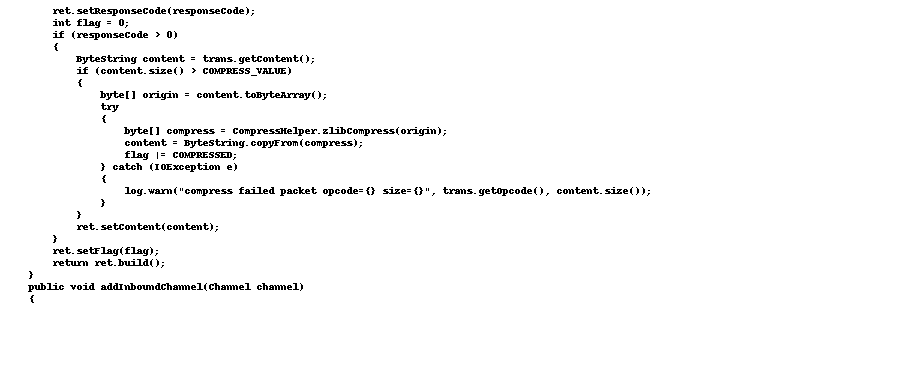 ret.setResponseCode(responseCode);
int flag = 0;
if (responseCode > 0)
{
ByteString content = trans.getContent();
if (content.size() > COMPRESS_VALUE)
{
byte[] origin = content.toByteArray();
try
{
byte[] compress = CompressHelper.zlibCompress(origin);
content = ByteString.copyFrom(compress);
flag |= COMPRESSED;
} catch (IOException e)
{
log.warn("compress failed packet opcode={} size={}", trans.getOpcode(), content.size());
}
}
ret.setContent(content);
}
ret.setFlag(flag);
return ret.build();
}
public void addInboundChannel(Channel channel)
{